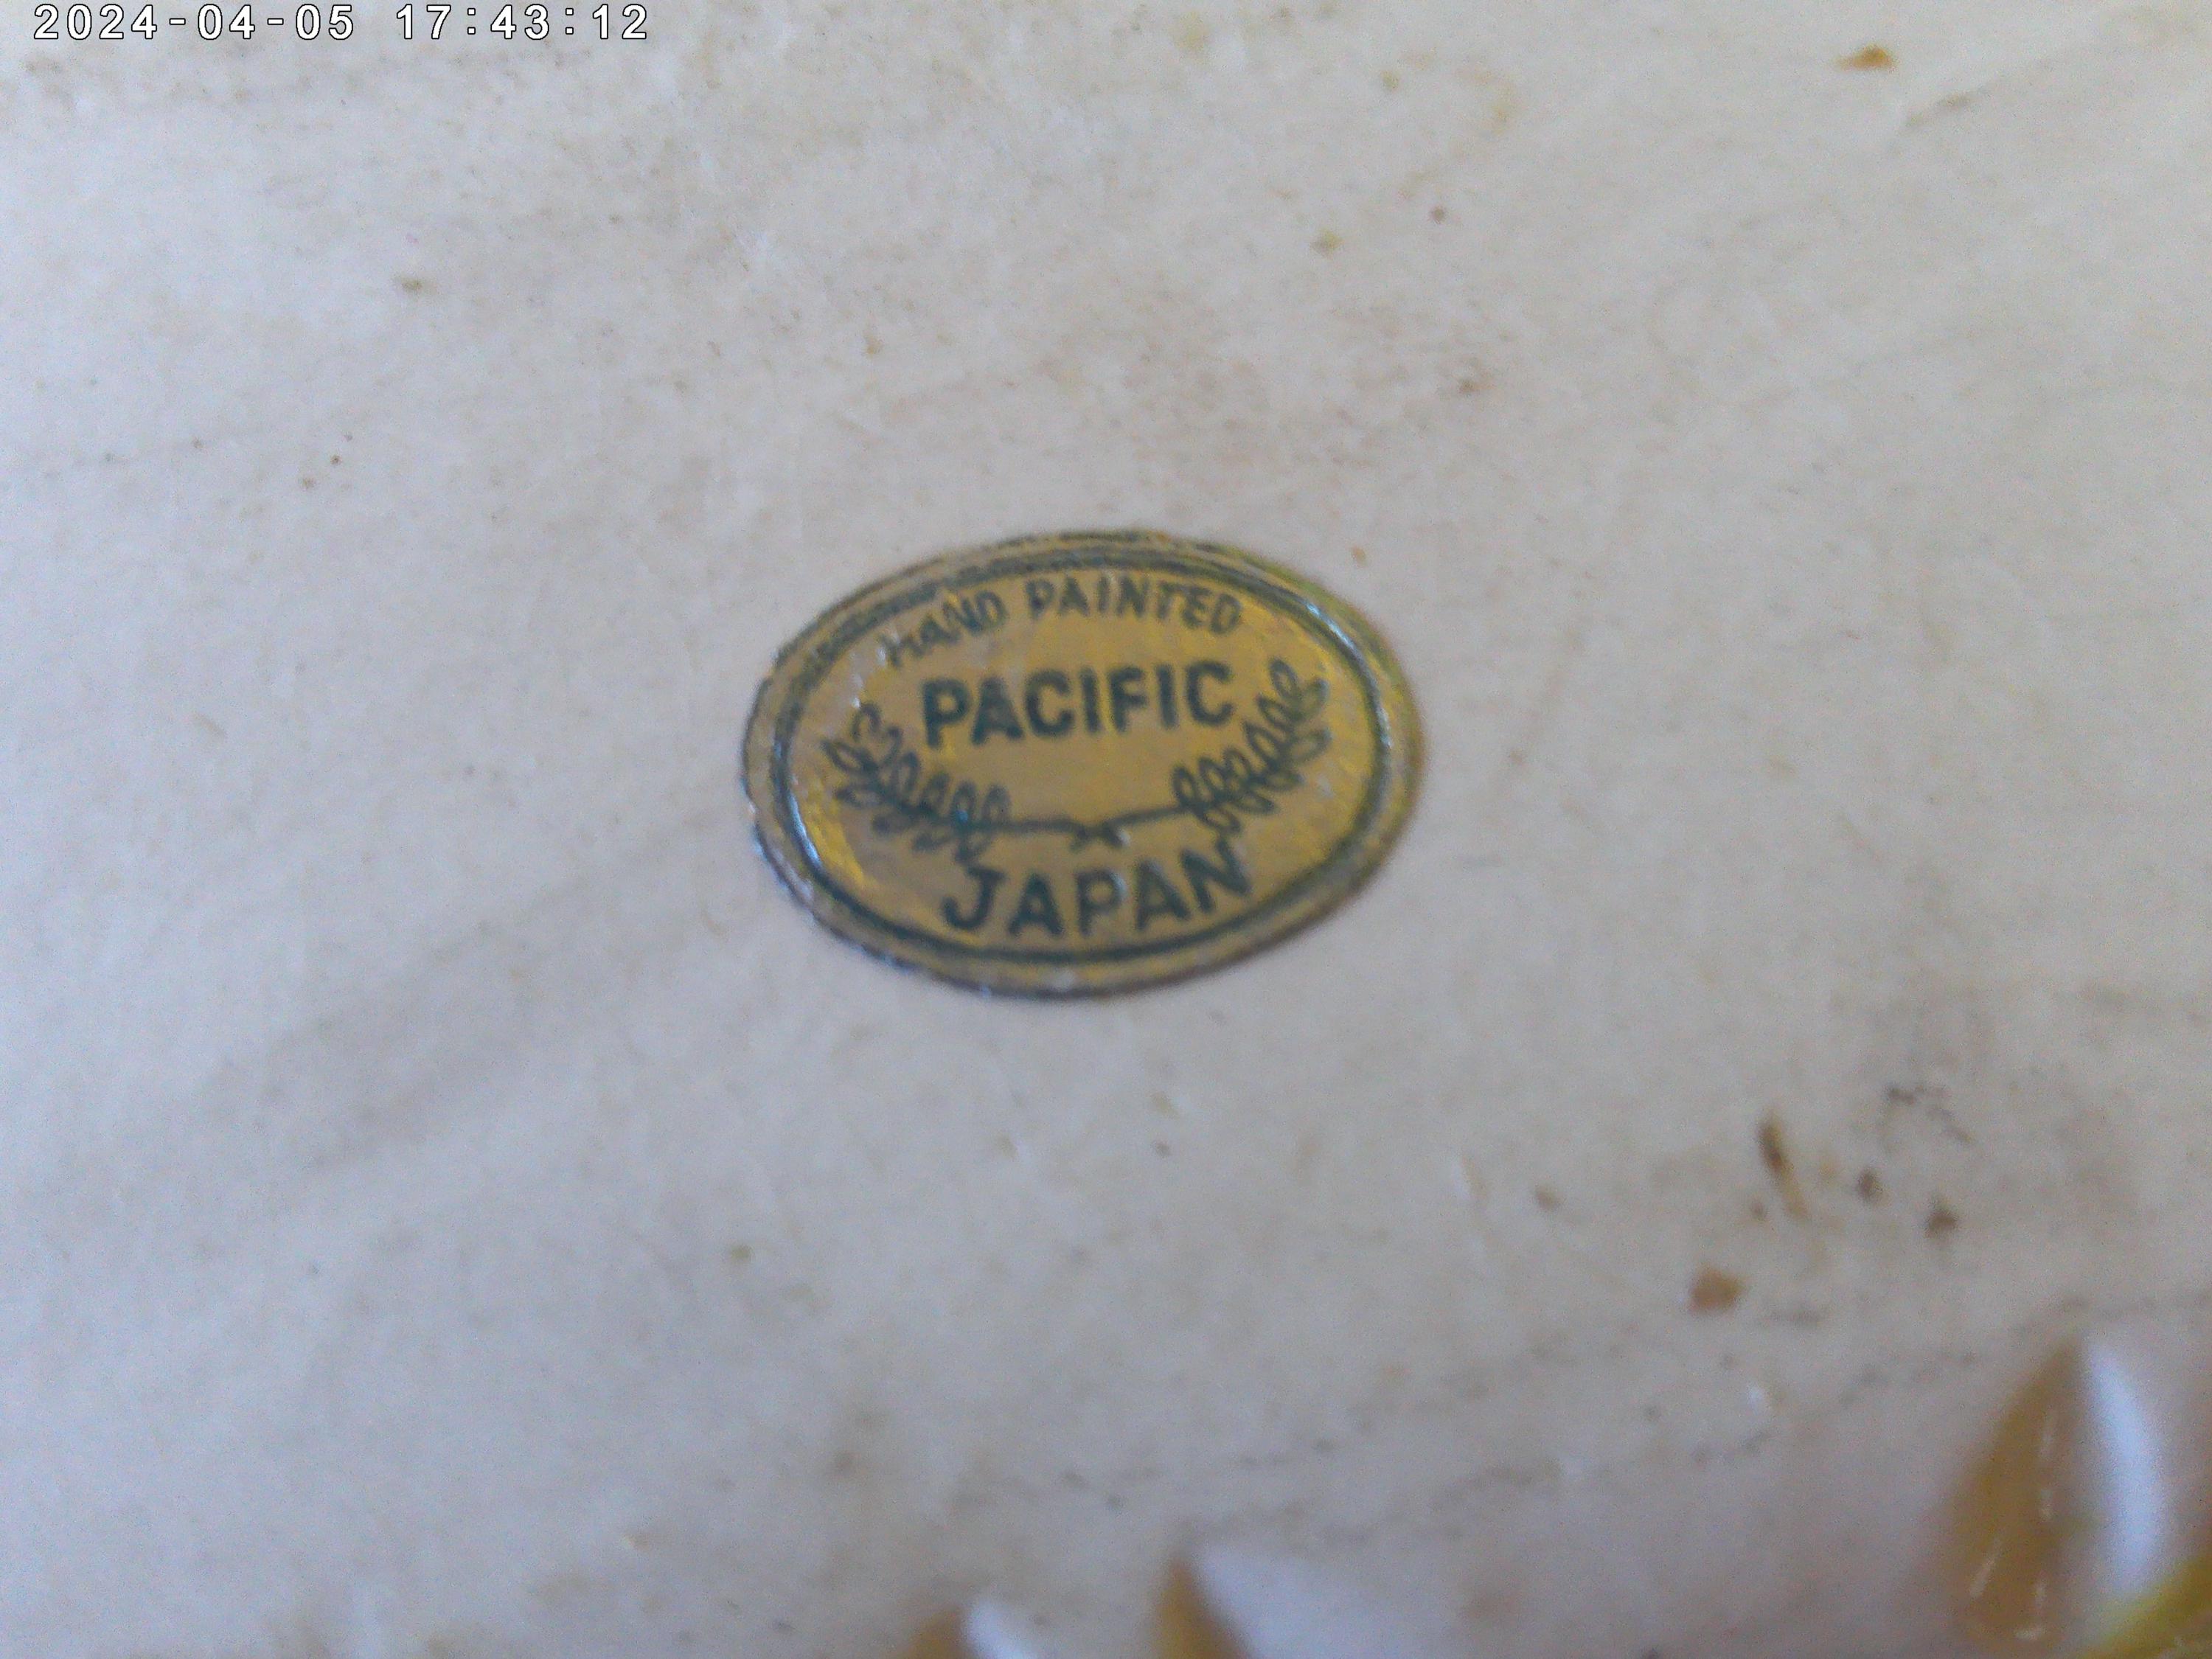 2024-04-05 17:43:12
HAND PAINTED
PACIFIC
JAPAN